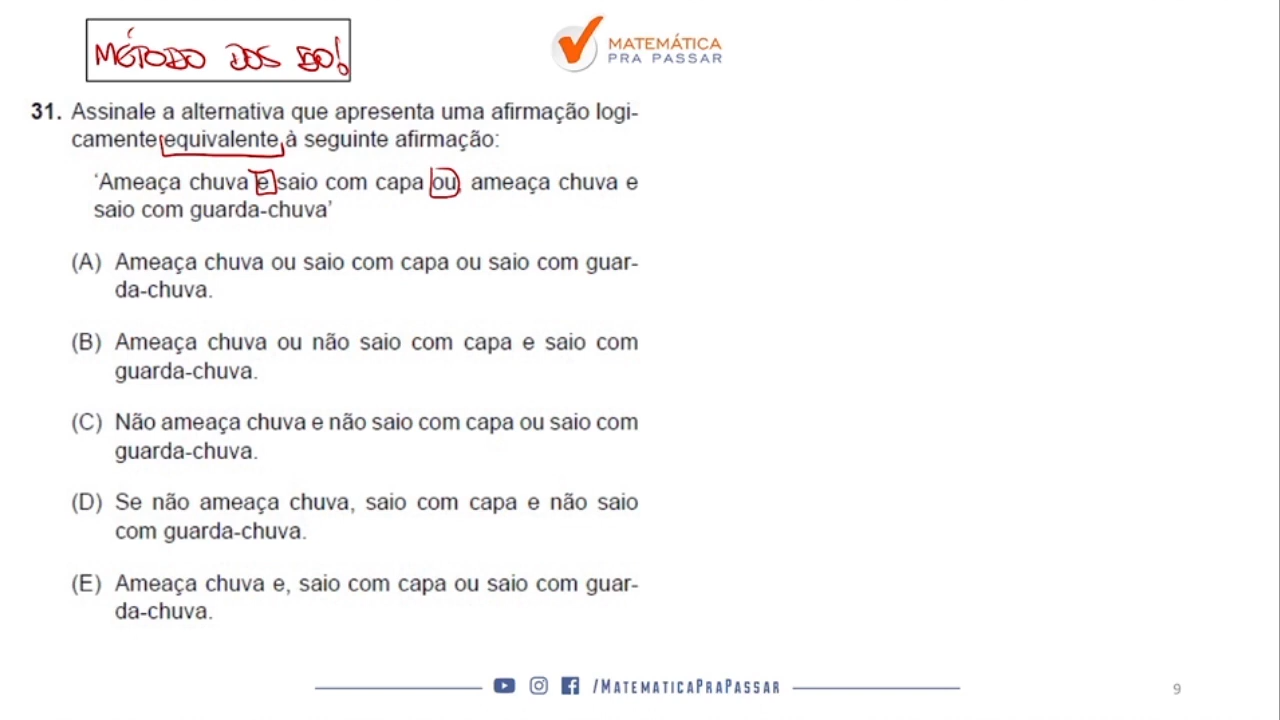 MÉTODO DOS 50!
MATEMÁTICA
PRA PASSAR
31. Assinale a alternativa que apresenta uma afirmação logi-
camente equivalente à seguinte afirmação:
‘Ameaça chuva e saio com capa ou, ameaça chuva e
saio com guarda-chuva’
(A) Ameaça chuva ou saio com capa ou saio com guar-
da-chuva.
(B) Ameaça chuva ou não saio com capa e saio com
guarda-chuva.
(C) Não ameaça chuva e não saio com capa ou saio com
guarda-chuva.
(D) Se não ameaça chuva, saio com capa e não saio
com guarda-chuva.
(E) Ameaça chuva e, saio com capa ou saio com guar-
da-chuva.
/MATEMATICAPRAPASSAR
9